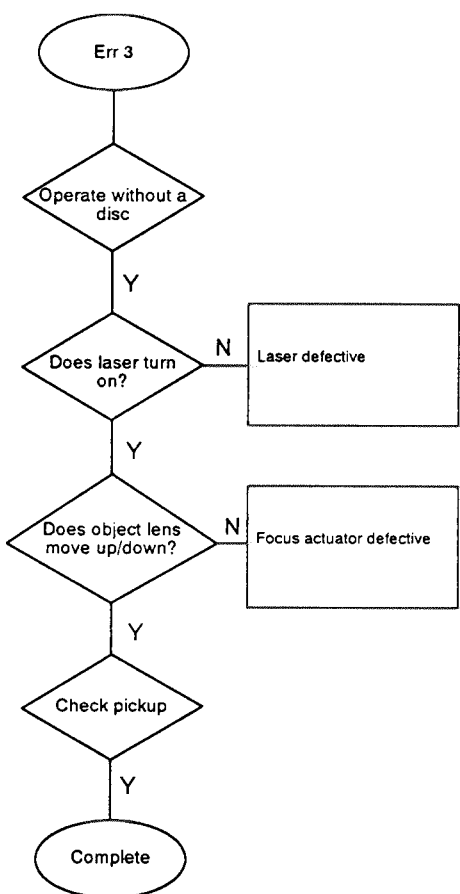 Err 3
Operate without a
disc
Y
Does laser turn
on?
N
Laser defective
Y
Does object lens
move up/down?
N
Focus actuator defective
Y
Check pickup
Y
Complete